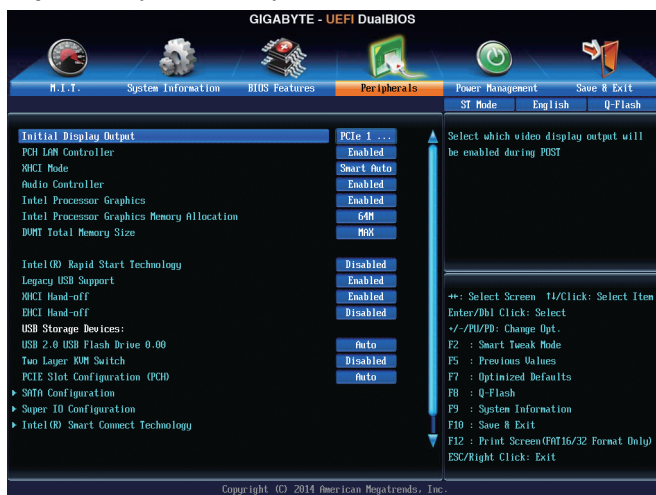 GIGABYTE - UEFI DualBIOS
M.I.T. System Information BIOS Features Peripherals Power Management Save & Exit
ST Mode English Q-Flash
Initial Display Output PCIe 1 ...
PCH LAN Controller Enabled
XHCI Mode Smart Auto
Audio Controller Enabled
Intel Processor Graphics Enabled
Intel Processor Graphics Memory Allocation 64M
DVMT Total Memory Size MAX
Intel(R) Rapid Start Technology Disabled
Legacy USB Support Enabled
XHCI Hand-off Enabled
EHCI Hand-off Disabled
USB Storage Devices:
USB 2.0 USB Flash Drive 0.00 Auto
Two Layer KVM Switch Disabled
PCIE Slot Configuration (PCH) Auto
SATA Configuration
Super IO Configuration
Intel(R) Smart Connect Technology
Select which video display output will
be enabled during POST
→←: Select Screen ↑↓/Click: Select Item
Enter/Dbl Click: Select
+/-/PU/PD: Change Opt.
F2 : Smart Tweak Mode
F5 : Previous Values
F7 : Optimized Defaults
F8 : Q-Flash
F9 : System Information
F10 : Save & Exit
F12 : Print Screen(FAT16/32 Format Only)
ESC/Right Click: Exit
Copyright (C) 2014 American Megatrends, Inc.